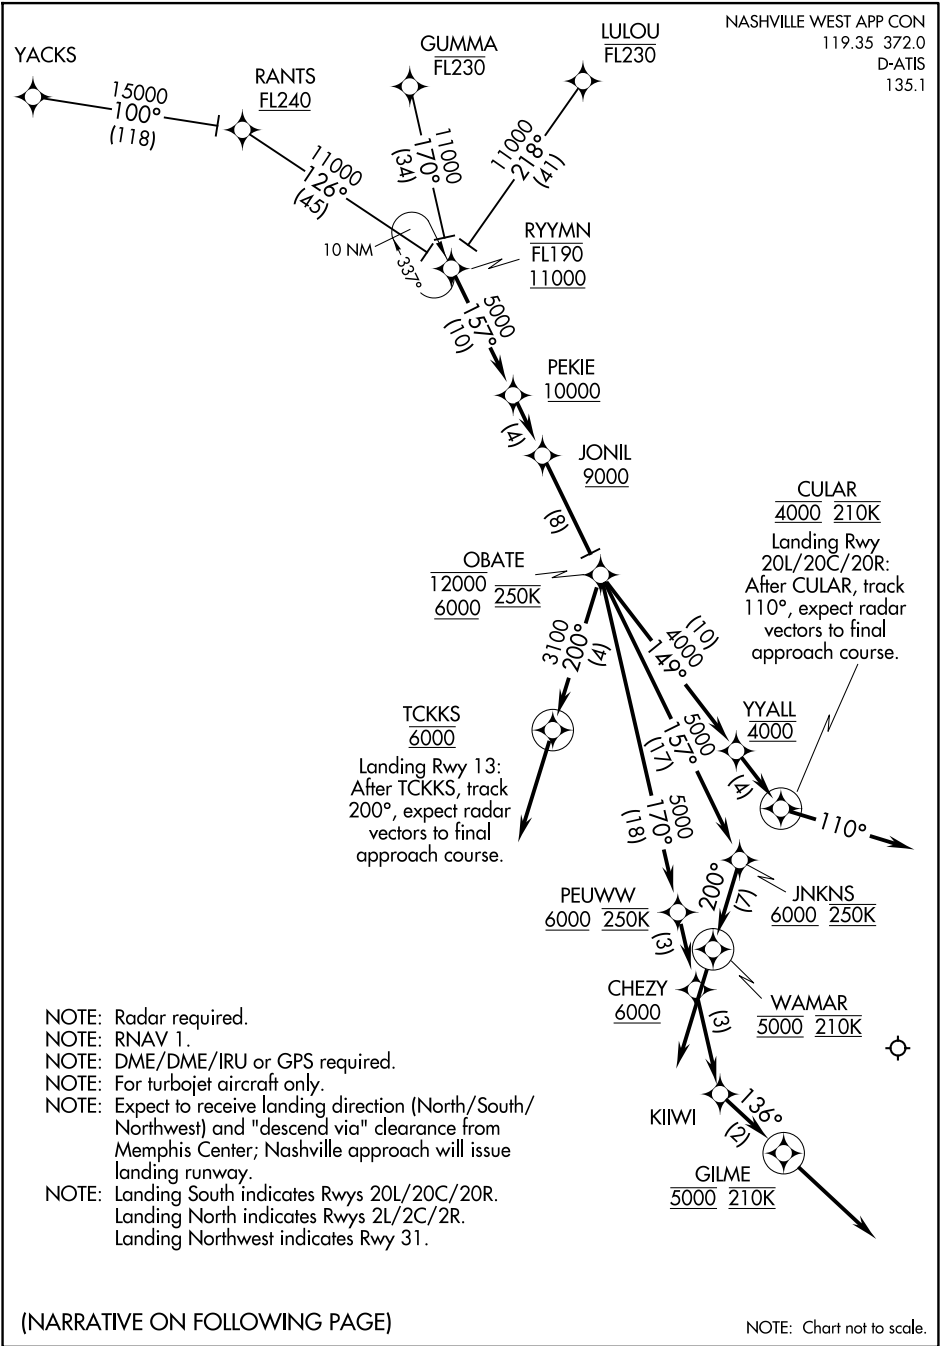 NASHVILLE WEST APP CON
119.35 372.0
D-ATIS
135.1
YACKS
15000
100°
(118)
RANTS
FL240
11000
126°
(45)
GUMMA
FL230
11000
170°
(34)
LULOU
FL230
11000
218°
(41)
10 NM
337°
RYYMN
FL190
11000
5000
157°
(10)
PEKIE
10000
(4)
JONIL
9000
(8)
OBATE
12000
6000 250K
CULAR
4000 210K
Landing Rwy
20L/20C/20R:
After CULAR, track
110°, expect radar
vectors to final
approach course.
3100
200°
(4)
(10)
4000
149°
5000
157°
(17)
5000
170°
(18)
TCKKS
6000
Landing Rwy 13:
After TCKKS, track
200°, expect radar
vectors to final
approach course.
YYALL
4000
(4)
110°
PEUWW
6000 250K
(3)
200°
(7)
JNKNS
6000 250K
CHEZY
6000
(3)
WAMAR
5000 210K
KIIWI
136°
(2)
GILME
5000 210K
NOTE: Radar required.
NOTE: RNAV 1.
NOTE: DME/DME/IRU or GPS required.
NOTE: For turbojet aircraft only.
NOTE: Expect to receive landing direction (North/South/
Northwest) and "descend via" clearance from
Memphis Center; Nashville approach will issue
landing runway.
NOTE: Landing South indicates Rwys 20L/20C/20R.
Landing North indicates Rwys 2L/2C/2R.
Landing Northwest indicates Rwy 31.
(NARRATIVE ON FOLLOWING PAGE)
NOTE: Chart not to scale.